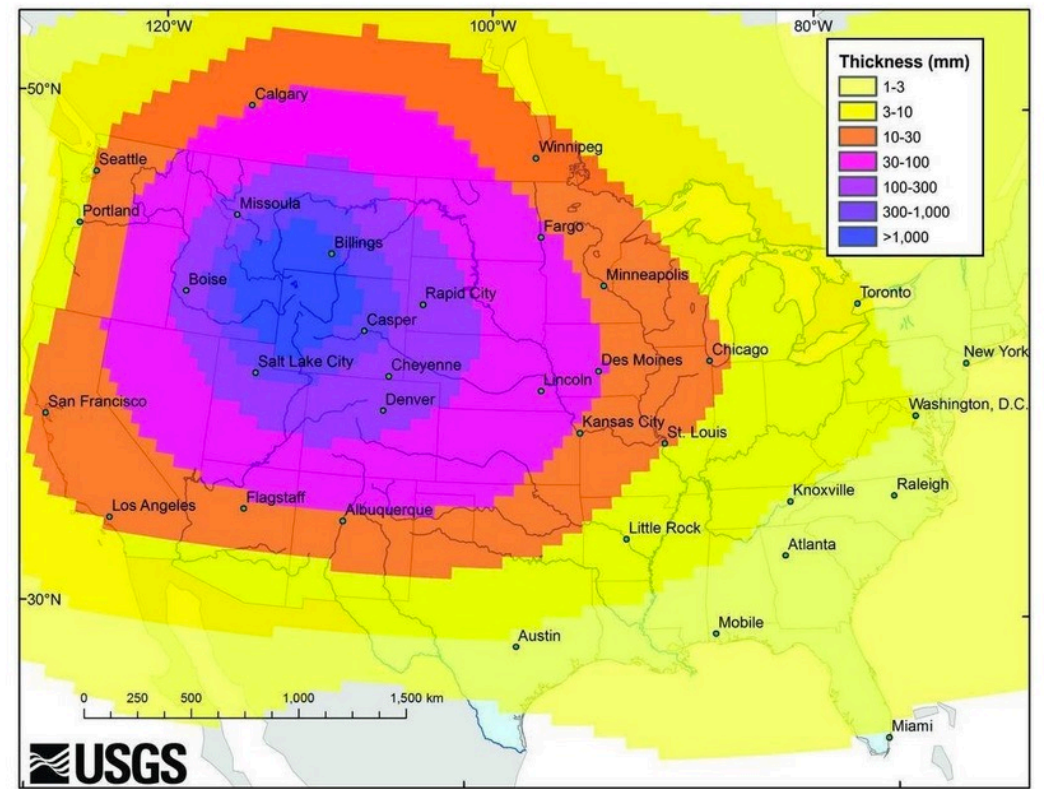 120°W
100°W
80°W
Thickness (mm)
1-3
3-10
10-30
30-100
100-300
300-1,000
>1,000
50°N
Calgary
Winnipeg
Seattle
Missoula
Portland
Fargo
Billings
Minneapolis
Boise
Rapid City
Toronto
Casper
Chicago
New York
Salt Lake City
Cheyenne
Des Moines
Lincoln
Denver
San Francisco
Washington, D.C.
Kansas City
St. Louis
Knoxville
Raleigh
Flagstaff
Los Angeles
Albuquerque
Little Rock
Atlanta
30°N
Mobile
Austin
0 250 500 1,000 1,500 km
Miami
USGS